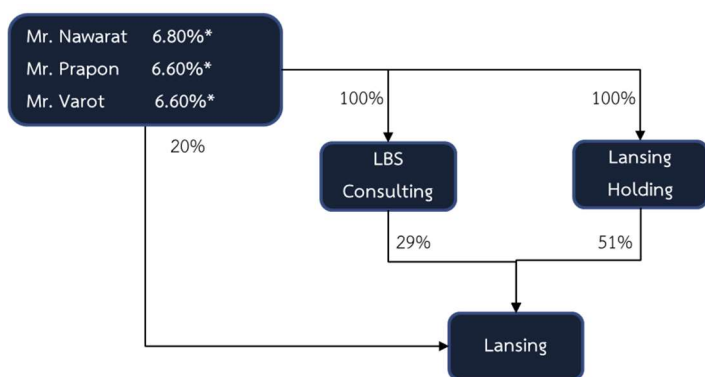 Mr. Nawarat 6.80%*
Mr. Prapon 6.60%*
Mr. Varot 6.60%*
100%
100%
20%
LBS
Consulting
Lansing
Holding
29%
51%
Lansing